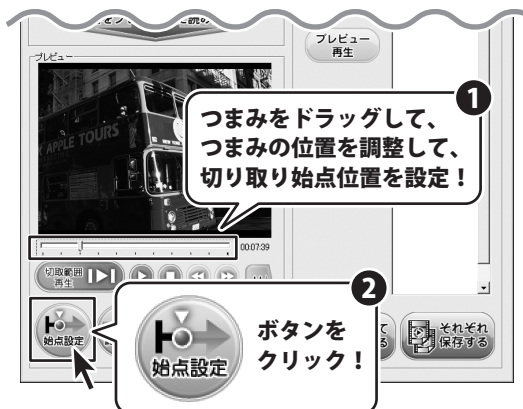 プレビュー
再生
プレビュー
APPLE TOURS
❶
つまみをドラッグして、
つまみの位置を調整して、
切り取り始点位置を設定！
00:07:39
切取範囲
再生
❷
始点設定
始点設定
ボタンを
クリック！
それぞれ
保存する